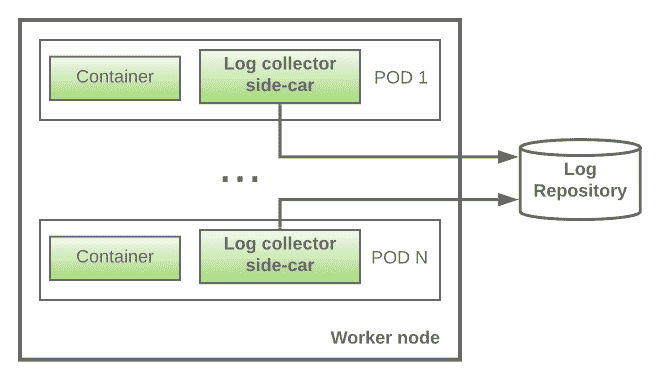 Container
Log collector
side-car
POD 1
...
Log
Repository
Container
Log collector
side-car
POD N
Worker node